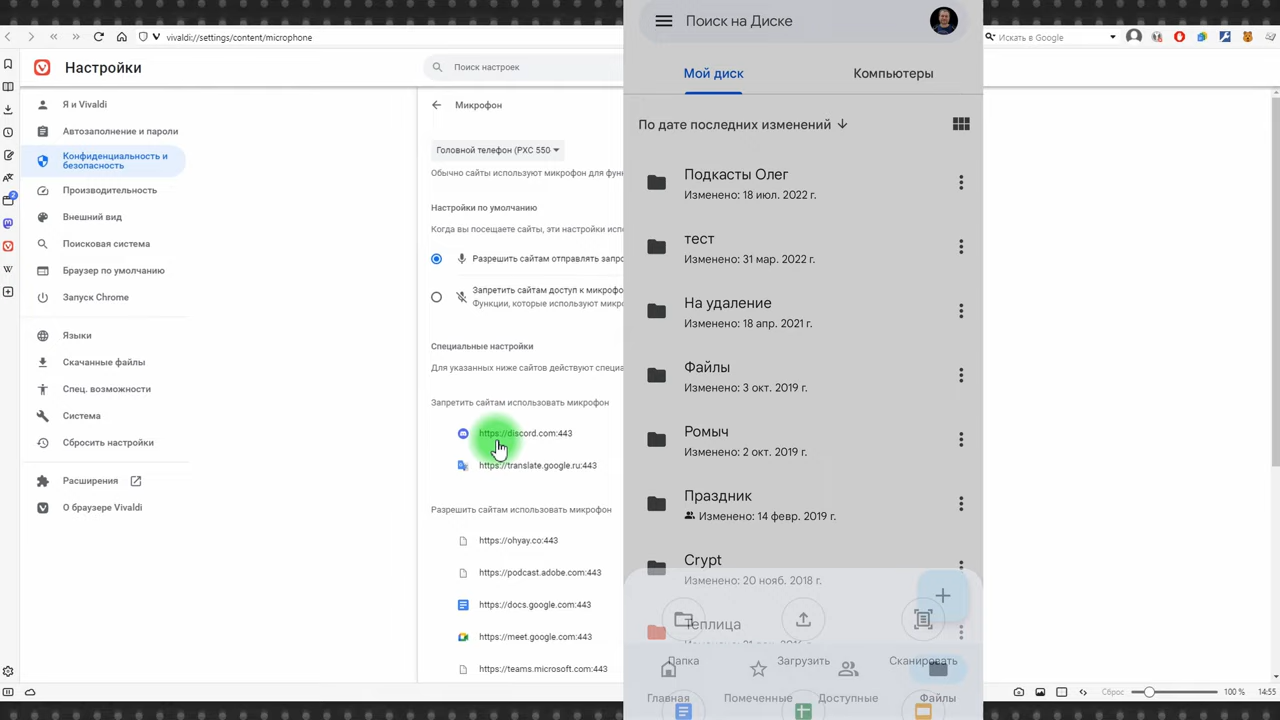 vivaldi://settings/content/microphone
Искать в Google
Настройки
Поиск настроек
Я и Vivaldi
Автозаполнение и пароли
Конфиденциальность и
безопасность
Производительность
Внешний вид
Поисковая система
Браузер по умолчанию
Запуск Chrome
Языки
Скачанные файлы
Спец. возможности
Система
Сбросить настройки
Расширения
О браузере Vivaldi
2
Микрофон
Головной телефон (PXC 550
Обычно сайты используют микрофон для
Настройки по умолчанию
Когда вы посещаете сайты, эти настройки
Разрешить сайтам отправлять
Запретить сайтам доступ к
Функции, которые используют
Специальные настройки
Для указанных ниже сайтов действуют
Запретить сайтам использовать микрофон
https://discord.com:443
https://translate.google.ru:443
Разрешить сайтам использовать микрофон
https://ohyay.co:443
https://podcast.adobe.com:443
https://docs.google.com:443
https://meet.google.com:443
https://teams.microsoft.com:443
Поиск на Диске
Мой диск
Компьютеры
По дате последних изменений
Подкасты Олег
Изменено: 18 июл. 2022 г.
тест
Изменено: 31 мар. 2022 г.
На удаление
Изменено: 18 апр. 2021 г.
Файлы
Изменено: 3 окт. 2019 г.
Ромыч
Изменено: 2 окт. 2019 г.
Праздник
Изменено: 14 февр. 2019 г.
Crypt
Изменено: 20 нояб. 2018 г.
Теплица
Папка
Загрузить
Сканировать
Главная
Помеченные
Доступные
Файлы
Сброс
100 %
14:55